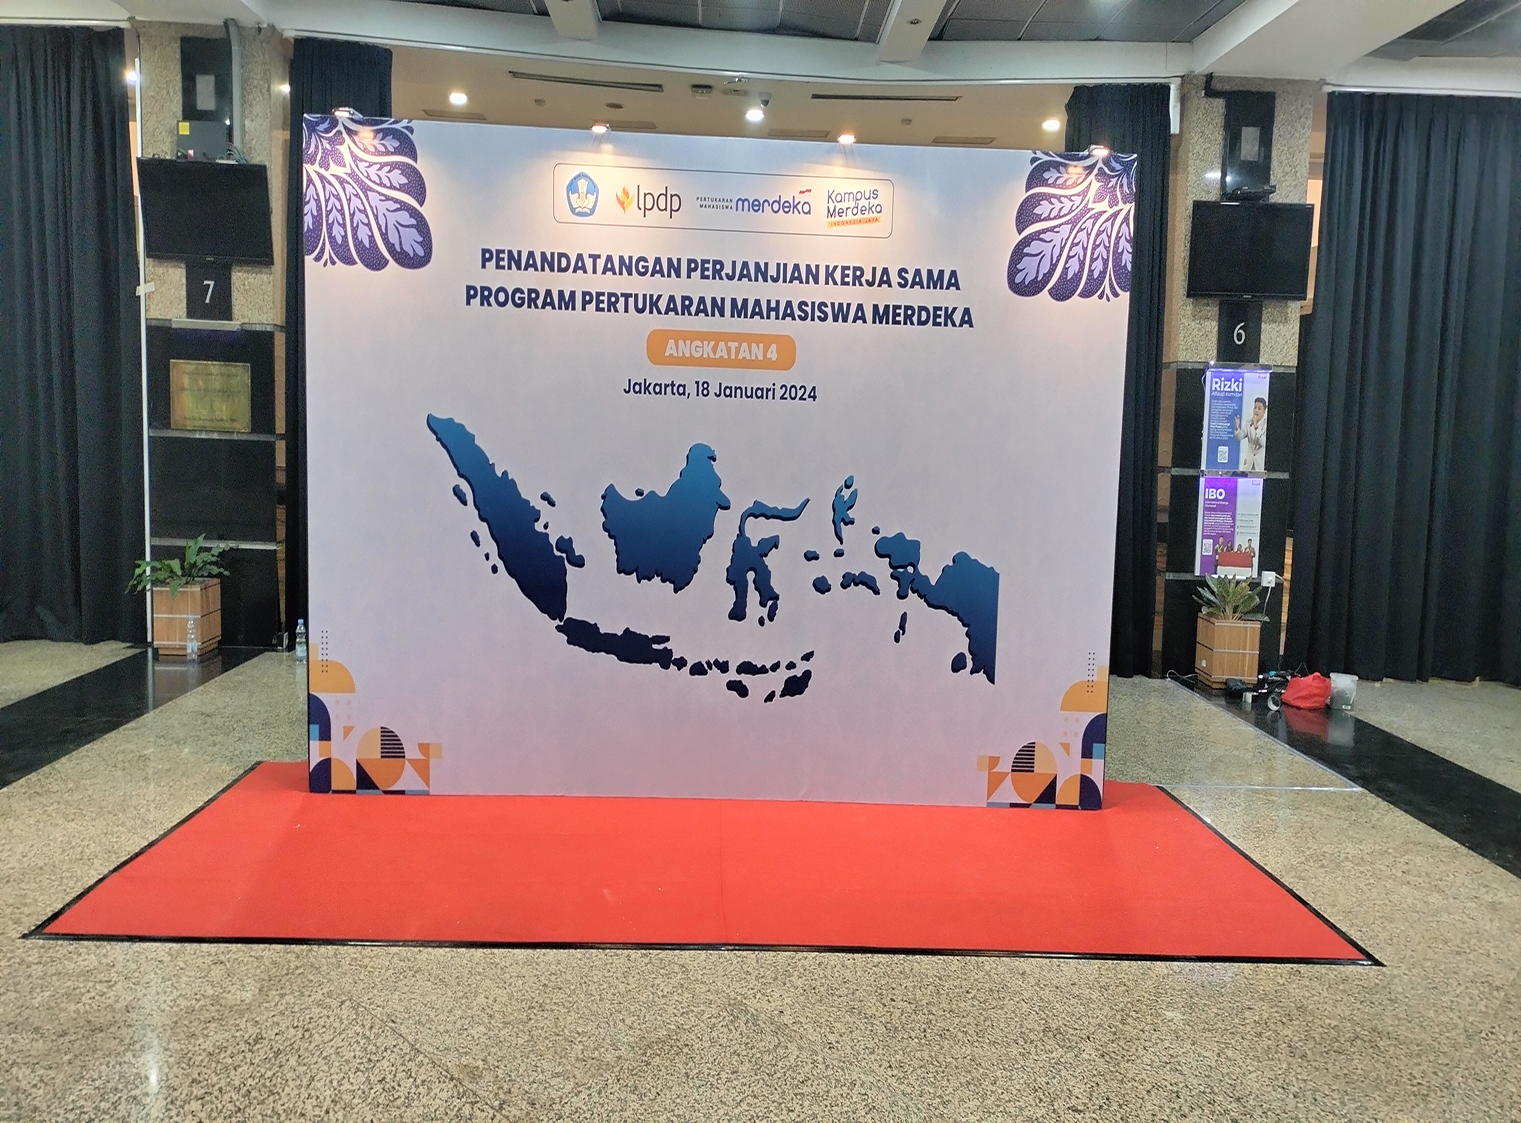 lpdp
PERTUKARAN
MAHASISWA merdeka
Kampus
Merdeka
INDONESIA JAYA
PENANDATANGAN PERJANJIAN KERJA SAMA
PROGRAM PERTUKARAN MAHASISWA MERDEKA
ANGKATAN 4
Jakarta, 18 Januari 2024
7
6
Rizki
IBO